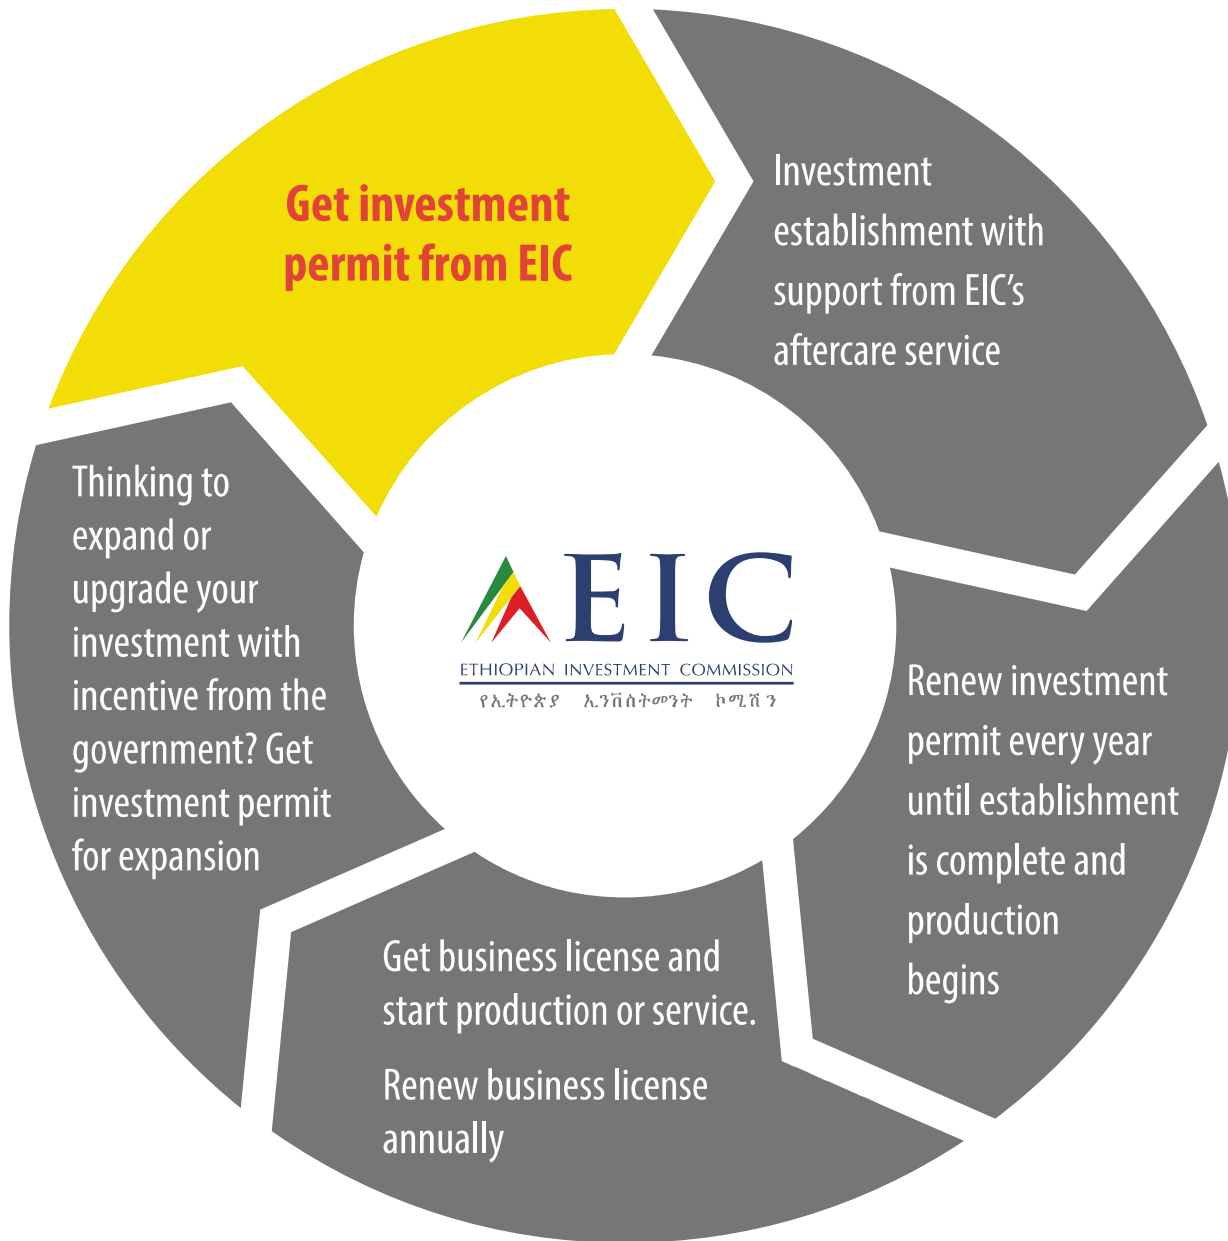 Get investment
permit from EIC
Investment
establishment with
support from EIC’s
aftercare service
Renew investment
permit every year
until establishment
is complete and
production
begins
Get business license and
start production or service.
Renew business license
annually
Thinking to
expand or
upgrade your
investment with
incentive from the
government? Get
investment permit
for expansion
EIC
ETHIOPIAN INVESTMENT COMMISSION
የኢትዮጵያ ኢንቨስትመንት ኮሚሽን